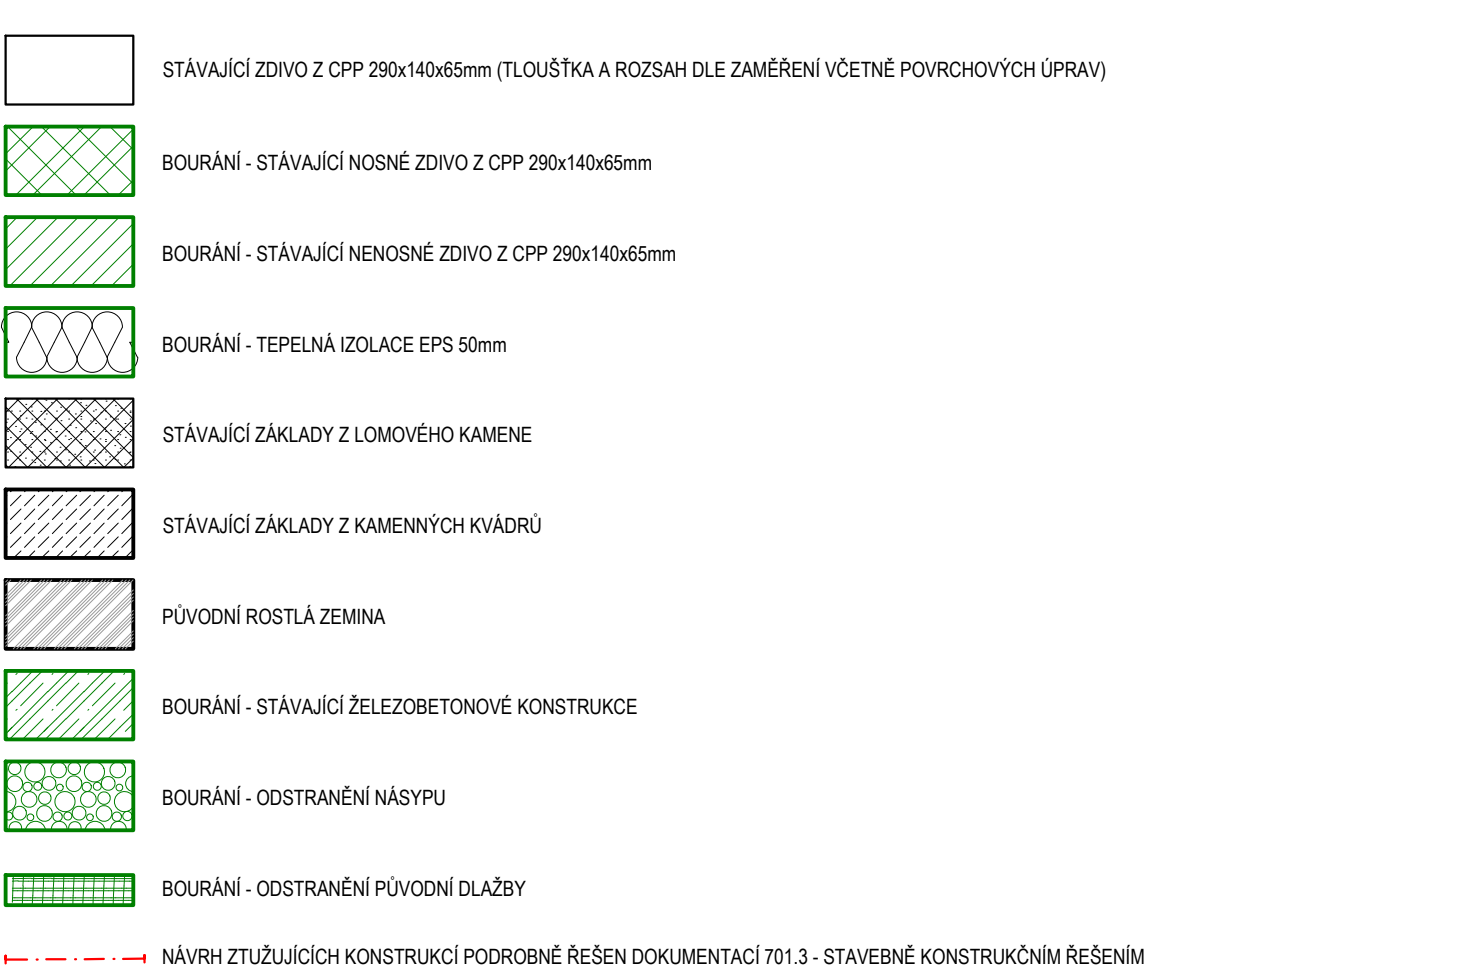 STÁVAJÍCÍ ZDIVO Z CPP 290x140x65mm (TLOUŠŤKA A ROZSAH DLE ZAMĚŘENÍ VČETNĚ POVRCHOVÝCH ÚPRAV)
BOURÁNÍ - STÁVAJÍCÍ NOSNÉ ZDIVO Z CPP 290x140x65mm
BOURÁNÍ - STÁVAJÍCÍ NENOSNÉ ZDIVO Z CPP 290x140x65mm
BOURÁNÍ - TEPELNÁ IZOLACE EPS 50mm
STÁVAJÍCÍ ZÁKLADY Z LOMOVÉHO KAMENE
STÁVAJÍCÍ ZÁKLADY Z KAMENNÝCH KVÁDRŮ
PŮVODNÍ ROSTLÁ ZEMINA
BOURÁNÍ - STÁVAJÍCÍ ŽELEZOBETONOVÉ KONSTRUKCE
BOURÁNÍ - ODSTRANĚNÍ NÁSYPU
BOURÁNÍ - ODSTRANĚNÍ PŮVODNÍ DLAŽBY
NÁVRH ZTUŽUJÍCÍCH KONSTRUKCÍ PODROBNĚ ŘEŠEN DOKUMENTACÍ 701.3 - STAVEBNĚ KONSTRUKČNÍM ŘEŠENÍM